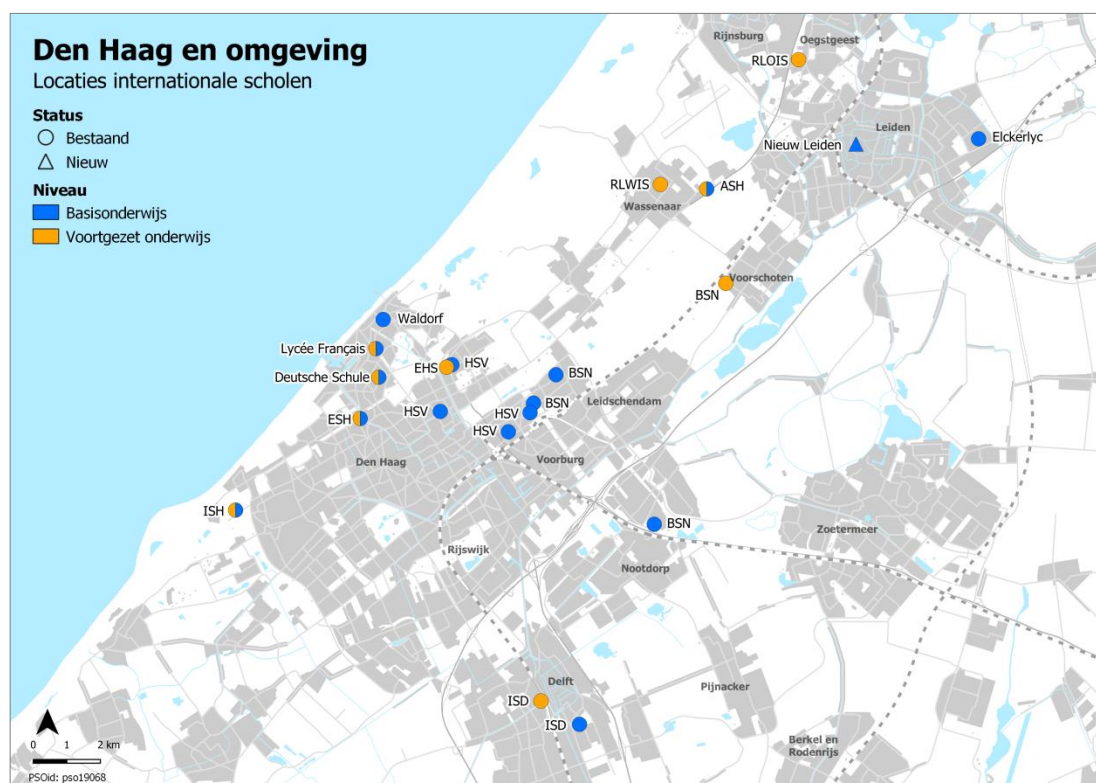 Den Haag en omgeving
Locaties internationale scholen
Status
Bestaand
Nieuw
Niveau
Basisonderwijs
Voortgezet onderwijs
Rijnsburg
Oegstgeest
RLOIS
Leiden
Nieuw Leiden
Elckerlyc
RLWIS
ASH
Wassenaar
Voorschoten
BSN
Waldorf
Lycée Français
EHS
HSV
Deutsche Schule
BSN
Leidschendam
BSN
HSV
HSV
ESH
HSV
Voorburg
Den Haag
ISH
BSN
Zoetermeer
Rijswijk
Nootdorp
Delft
Pijnacker
ISD
ISD
Berkel en
Rodenrijs
0 1 2 km
PSOid: pso19068